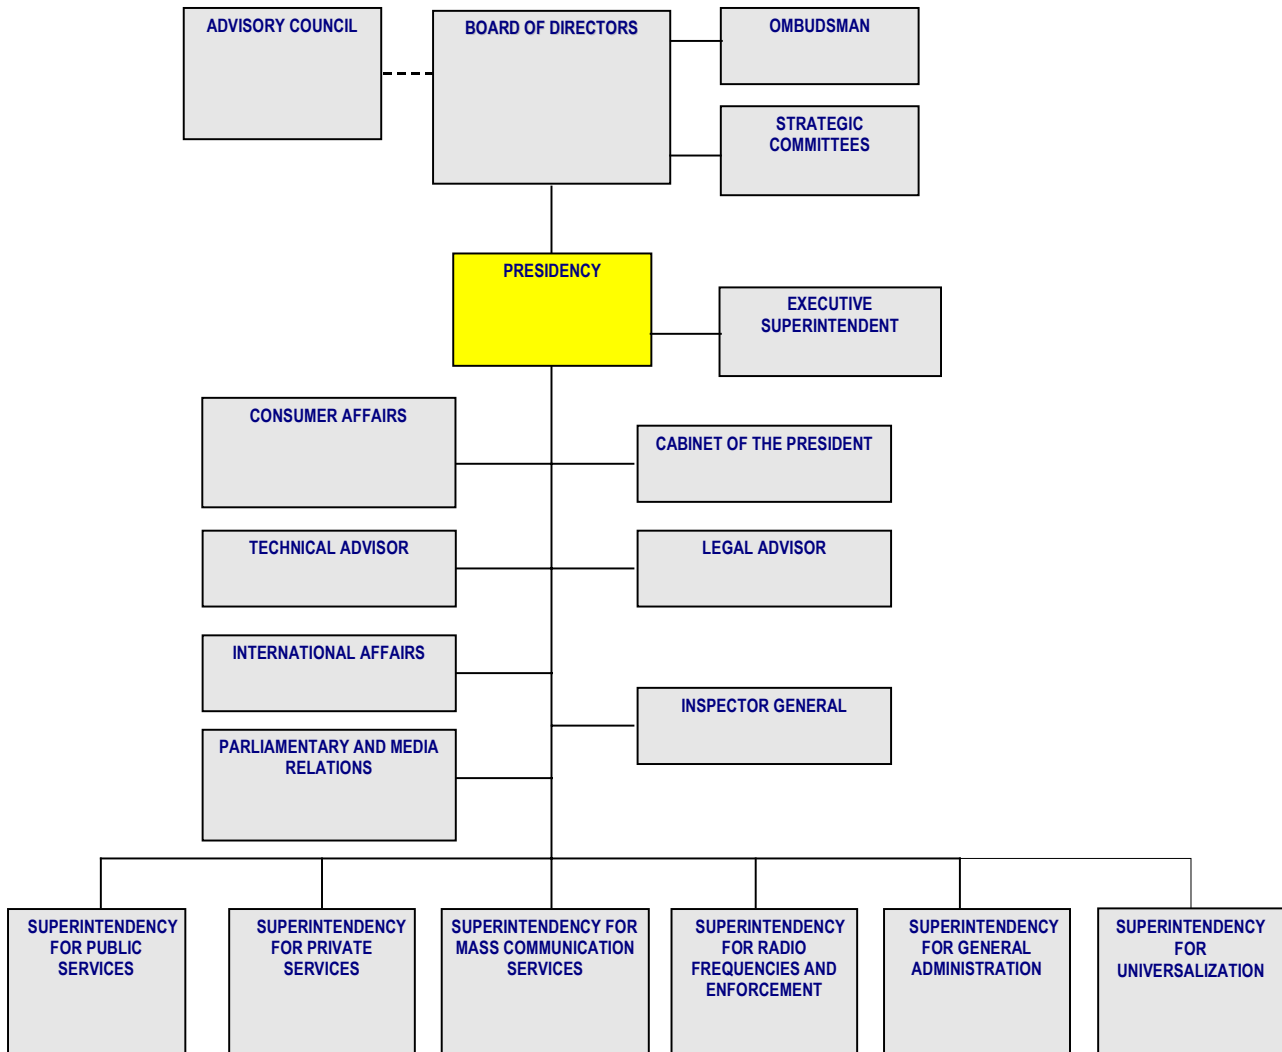 ADVISORY COUNCIL
BOARD OF DIRECTORS
OMBUDSMAN
STRATEGIC
COMMITTEES
PRESIDENCY
EXECUTIVE
SUPERINTENDENT
CONSUMER AFFAIRS
CABINET OF THE PRESIDENT
TECHNICAL ADVISOR
LEGAL ADVISOR
INTERNATIONAL AFFAIRS
INSPECTOR GENERAL
PARLIAMENTARY AND MEDIA
RELATIONS
SUPERINTENDENCY
FOR PUBLIC
SERVICES
SUPERINTENDENCY
FOR PRIVATE
SERVICES
SUPERINTENDENCY FOR
MASS COMMUNICATION
SERVICES
SUPERINTENDENCY
FOR RADIO
FREQUENCIES AND
ENFORCEMENT
SUPERINTENDENCY
FOR GENERAL
ADMINISTRATION
SUPERINTENDENCY
FOR
UNIVERSALIZATION